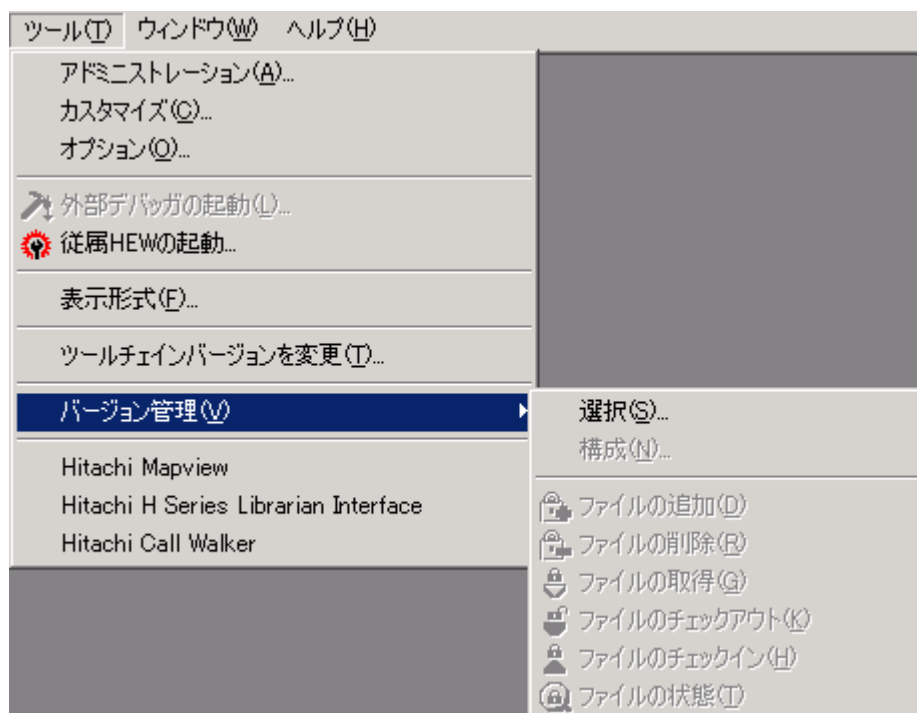 ツール(T) ウィンドウ(W) ヘルプ(H)
アドミニストレーション(A)...
カスタマイズ(C)...
オプション(O)...
外部デバッガの起動(L)...
従属HEWの起動...
表示形式(F)...
ツールチェインバージョンを変更(T)...
バージョン管理(V)
Hitachi Mapview
Hitachi H Series Librarian Interface
Hitachi Call Walker
選択(S)...
構成(N)...
ファイルの追加(D)
ファイルの削除(R)
ファイルの取得(G)
ファイルのチェックアウト(K)
ファイルのチェックイン(H)
ファイルの状態(T)